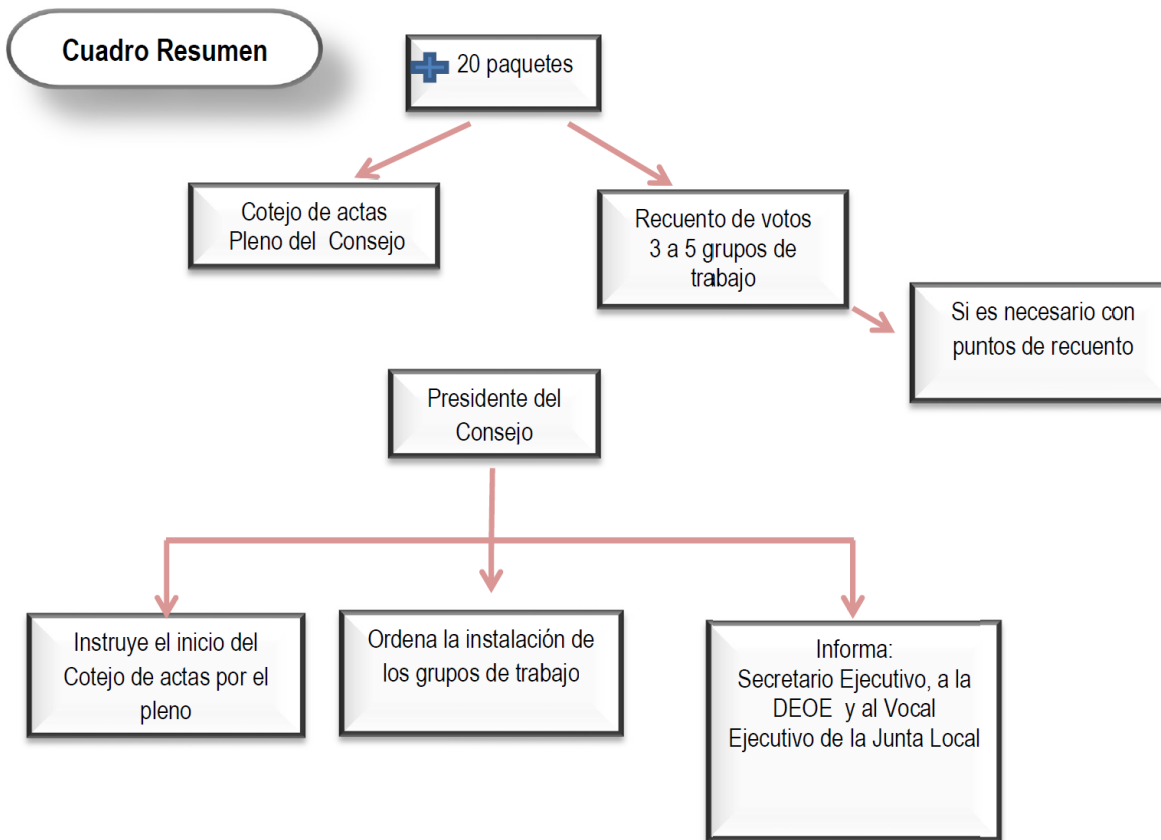 Cuadro Resumen
20 paquetes
Cotejo de actas
Pleno del Consejo
Recuento de votos
3 a 5 grupos de
trabajo
Si es necesario con
puntos de recuento
Presidente del
Consejo
Instruye el inicio del
Cotejo de actas por el
pleno
Ordena la instalación de
los grupos de trabajo
Informa:
Secretario Ejecutivo, a la
DEOE y al Vocal
Ejecutivo de la Junta Local